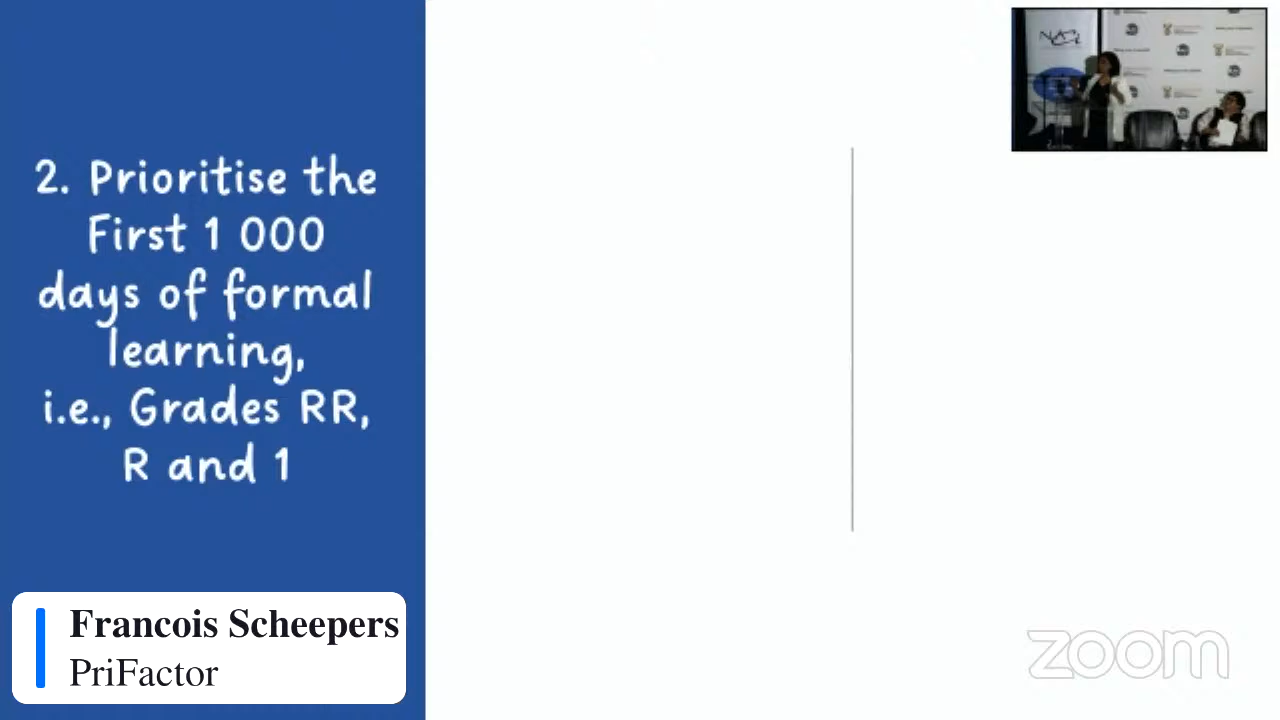 2. Prioritise the
First 1 000
days of formal
learning,
i.e., Grades RR,
R and 1
Francois Scheepers
PriFactor
zoom